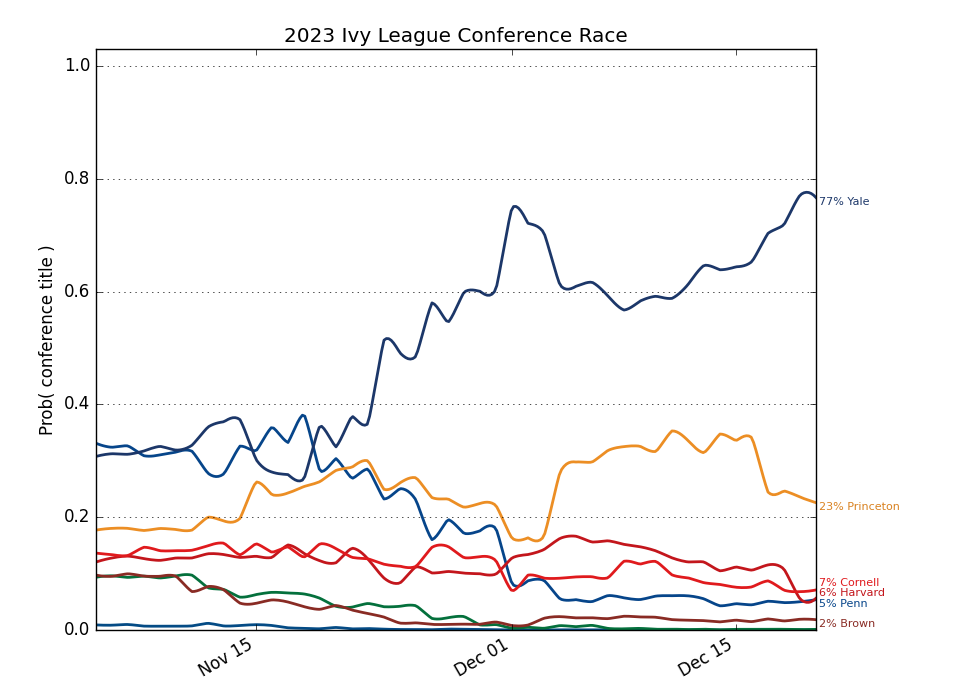 2023 Ivy League Conference Race
Prob( conference title )
1.0
0.8
0.6
0.4
0.2
0.0
Nov 15
Dec 01
Dec 15
77% Yale
23% Princeton
7% Cornell
6% Harvard
5% Penn
2% Brown